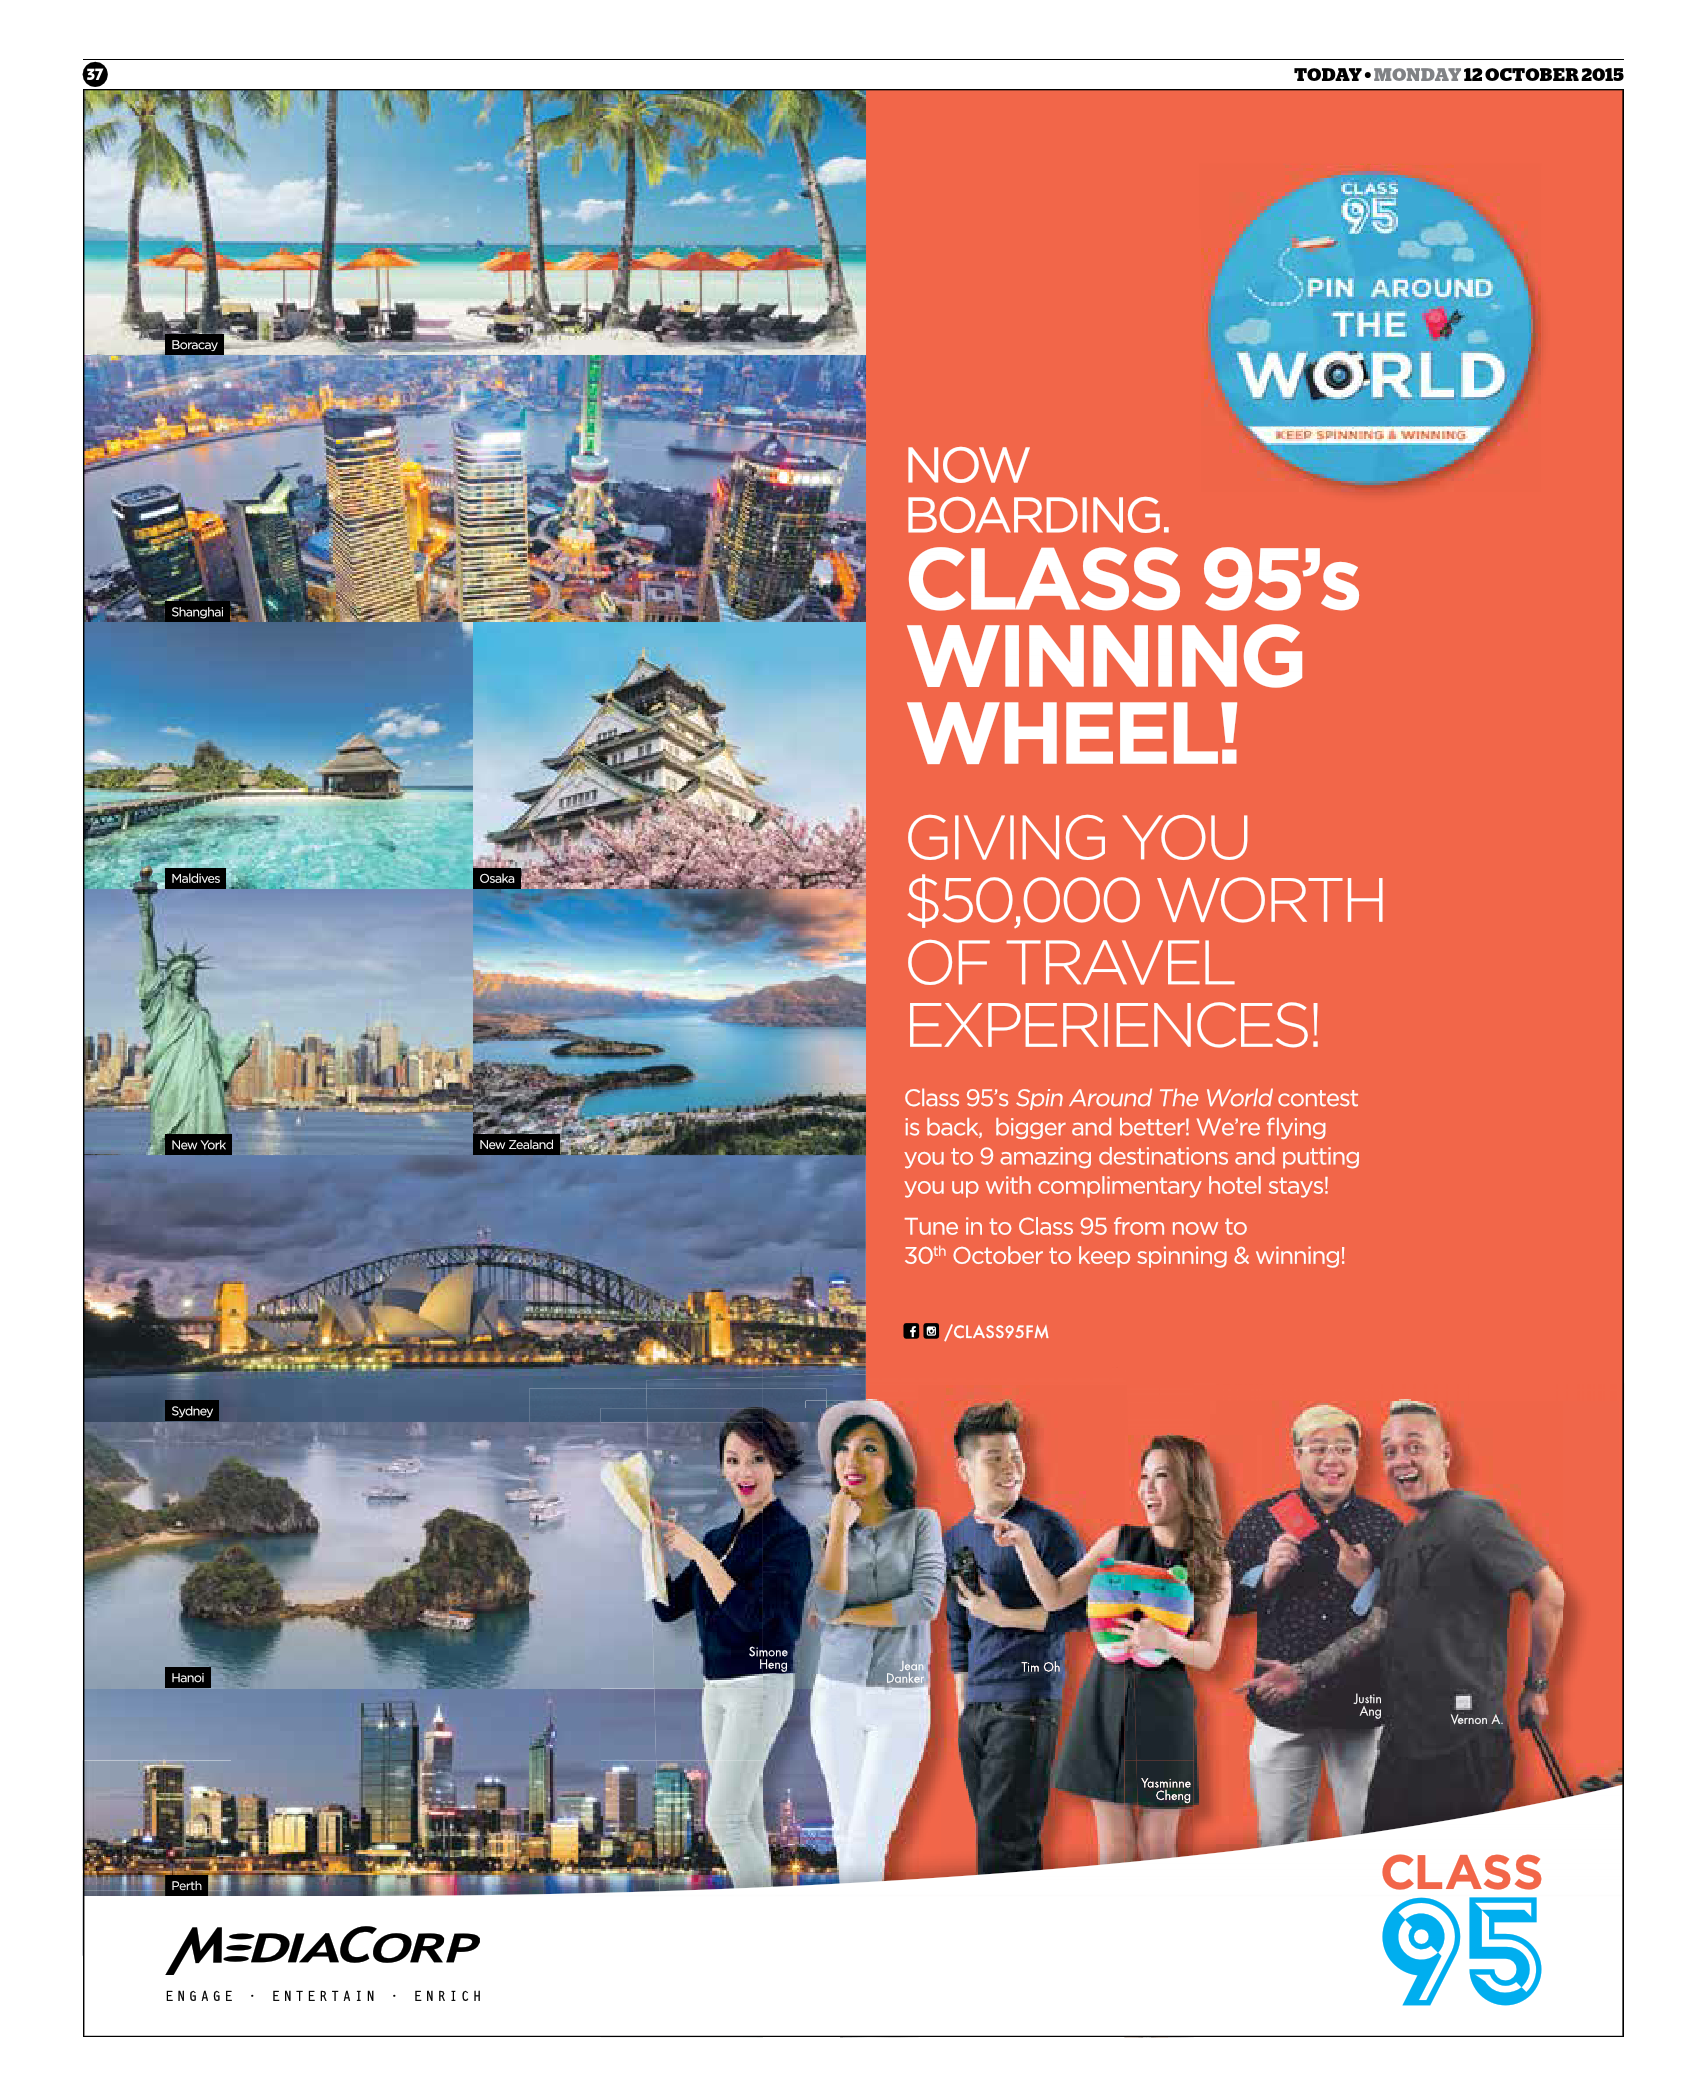 37
TODAY • MONDAY 12 OCTOBER 2015
Boracay
Shanghai
Maldives
Osaka
New York
New Zealand
Sydney
Hanoi
Perth
CLASS
95
SPIN AROUND
THE
WORLD
KEEP SPINNING & WINNING
NOW
BOARDING.
CLASS 95’s
WINNING
WHEEL!
GIVING YOU
$50,000 WORTH
OF TRAVEL
EXPERIENCES!
Class 95’s Spin Around The World contest
is back, bigger and better! We’re flying
you to 9 amazing destinations and putting
you up with complimentary hotel stays!
Tune in to Class 95 from now to
30th October to keep spinning & winning!
/CLASS95FM
Simone
Heng
Jean
Danker
Tim Oh
Yasminne
Cheng
Justin
Ang
Vernon A.
MEDIACORP
ENGAGE · ENTERTAIN · ENRICH
CLASS
95